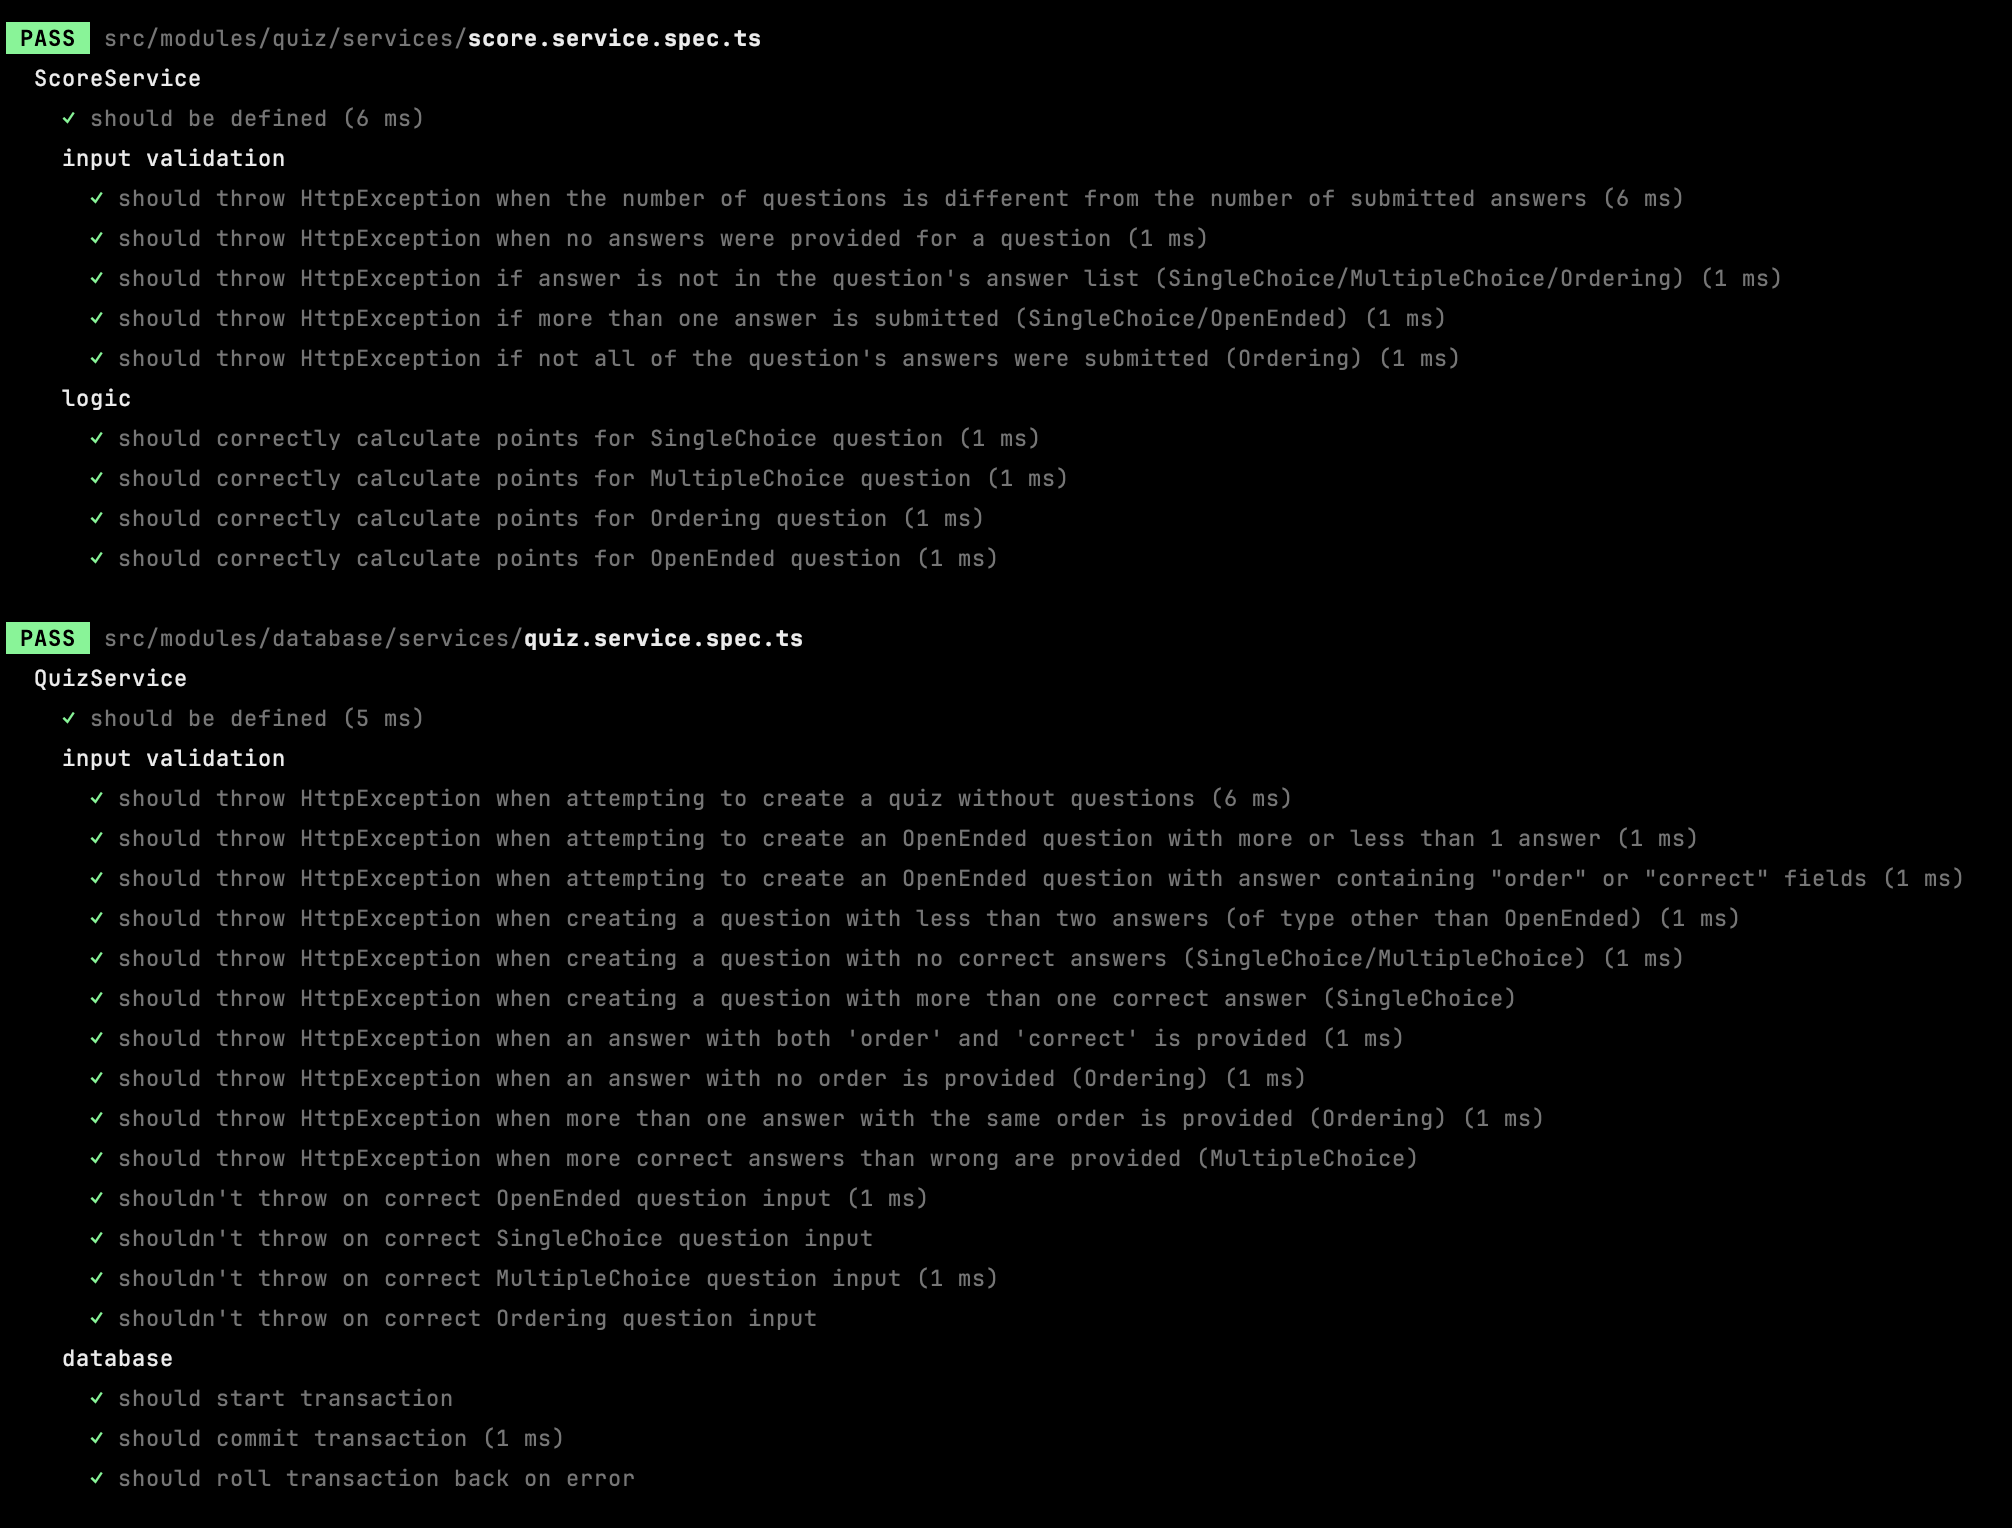 PASS src/modules/quiz/services/score.service.spec.ts
ScoreService
✓ should be defined (6 ms)
input validation
✓ should throw HttpException when the number of questions is different from the number of submitted answers (6 ms)
✓ should throw HttpException when no answers were provided for a question (1 ms)
✓ should throw HttpException if answer is not in the question's answer list (SingleChoice/MultipleChoice/Ordering) (1 ms)
✓ should throw HttpException if more than one answer is submitted (SingleChoice/OpenEnded) (1 ms)
✓ should throw HttpException if not all of the question's answers were submitted (Ordering) (1 ms)
logic
✓ should correctly calculate points for SingleChoice question (1 ms)
✓ should correctly calculate points for MultipleChoice question (1 ms)
✓ should correctly calculate points for Ordering question (1 ms)
✓ should correctly calculate points for OpenEnded question (1 ms)
PASS src/modules/database/services/quiz.service.spec.ts
QuizService
✓ should be defined (5 ms)
input validation
✓ should throw HttpException when attempting to create a quiz without questions (6 ms)
✓ should throw HttpException when attempting to create an OpenEnded question with more or less than 1 answer (1 ms)
✓ should throw HttpException when attempting to create an OpenEnded question with answer containing "order" or "correct" fields (1 ms)
✓ should throw HttpException when creating a question with less than two answers (of type other than OpenEnded) (1 ms)
✓ should throw HttpException when creating a question with no correct answers (SingleChoice/MultipleChoice) (1 ms)
✓ should throw HttpException when creating a question with more than one correct answer (SingleChoice)
✓ should throw HttpException when an answer with both 'order' and 'correct' is provided (1 ms)
✓ should throw HttpException when an answer with no order is provided (Ordering) (1 ms)
✓ should throw HttpException when more than one answer with the same order is provided (Ordering) (1 ms)
✓ should throw HttpException when more correct answers than wrong are provided (MultipleChoice)
✓ shouldn't throw on correct OpenEnded question input (1 ms)
✓ shouldn't throw on correct SingleChoice question input
✓ shouldn't throw on correct MultipleChoice question input (1 ms)
✓ shouldn't throw on correct Ordering question input
database
✓ should start transaction
✓ should commit transaction (1 ms)
✓ should roll transaction back on error